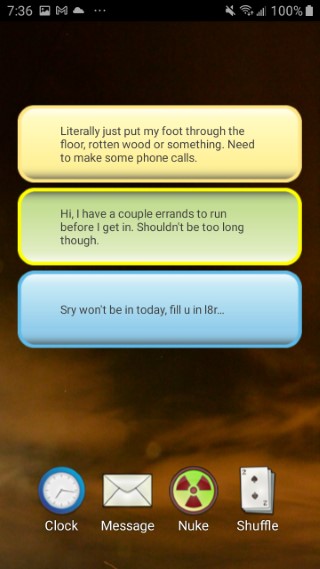 7:36
100%
Literally just put my foot through the
floor, rotten wood or something. Need
to make some phone calls.
Hi, I have a couple errands to run
before I get in. Shouldn't be too long
though.
Sry won't be in today, fill u in l8r...
Clock
Message
Nuke
Shuffle